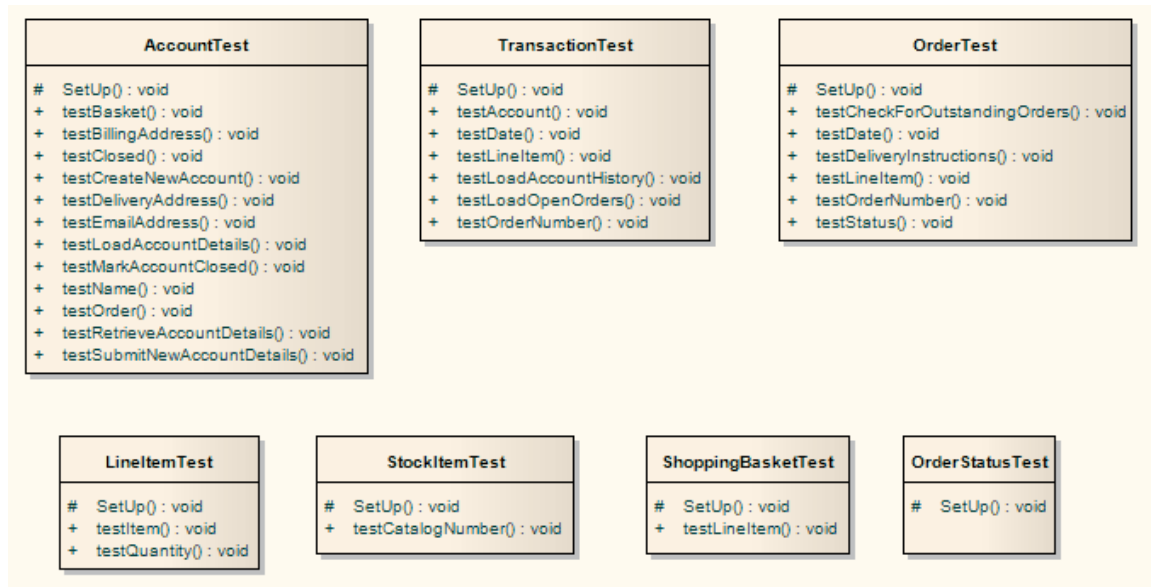 AccountTest
# SetUp() : void
+ testBasket() : void
+ testBillingAddress() : void
+ testClosed() : void
+ testCreateNewAccount() : void
+ testDeliveryAddress() : void
+ testEmailAddress() : void
+ testLoadAccountDetails() : void
+ testMarkAccountClosed() : void
+ testName() : void
+ testOrder() : void
+ testRetrieveAccountDetails() : void
+ testSubmitNewAccountDetails() : void
TransactionTest
# SetUp() : void
+ testAccount() : void
+ testDate() : void
+ testLineItem() : void
+ testLoadAccountHistory() : void
+ testLoadOpenOrders() : void
+ testOrderNumber() : void
OrderTest
# SetUp() : void
+ testCheckForOutstandingOrders() : void
+ testDate() : void
+ testDeliveryInstructions() : void
+ testLineItem() : void
+ testOrderNumber() : void
+ testStatus() : void
LineItemTest
# SetUp() : void
+ testItem() : void
+ testQuantity() : void
StockItemTest
# SetUp() : void
+ testCatalogNumber() : void
ShoppingBasketTest
# SetUp() : void
+ testLineItem() : void
OrderStatusTest
# SetUp() : void